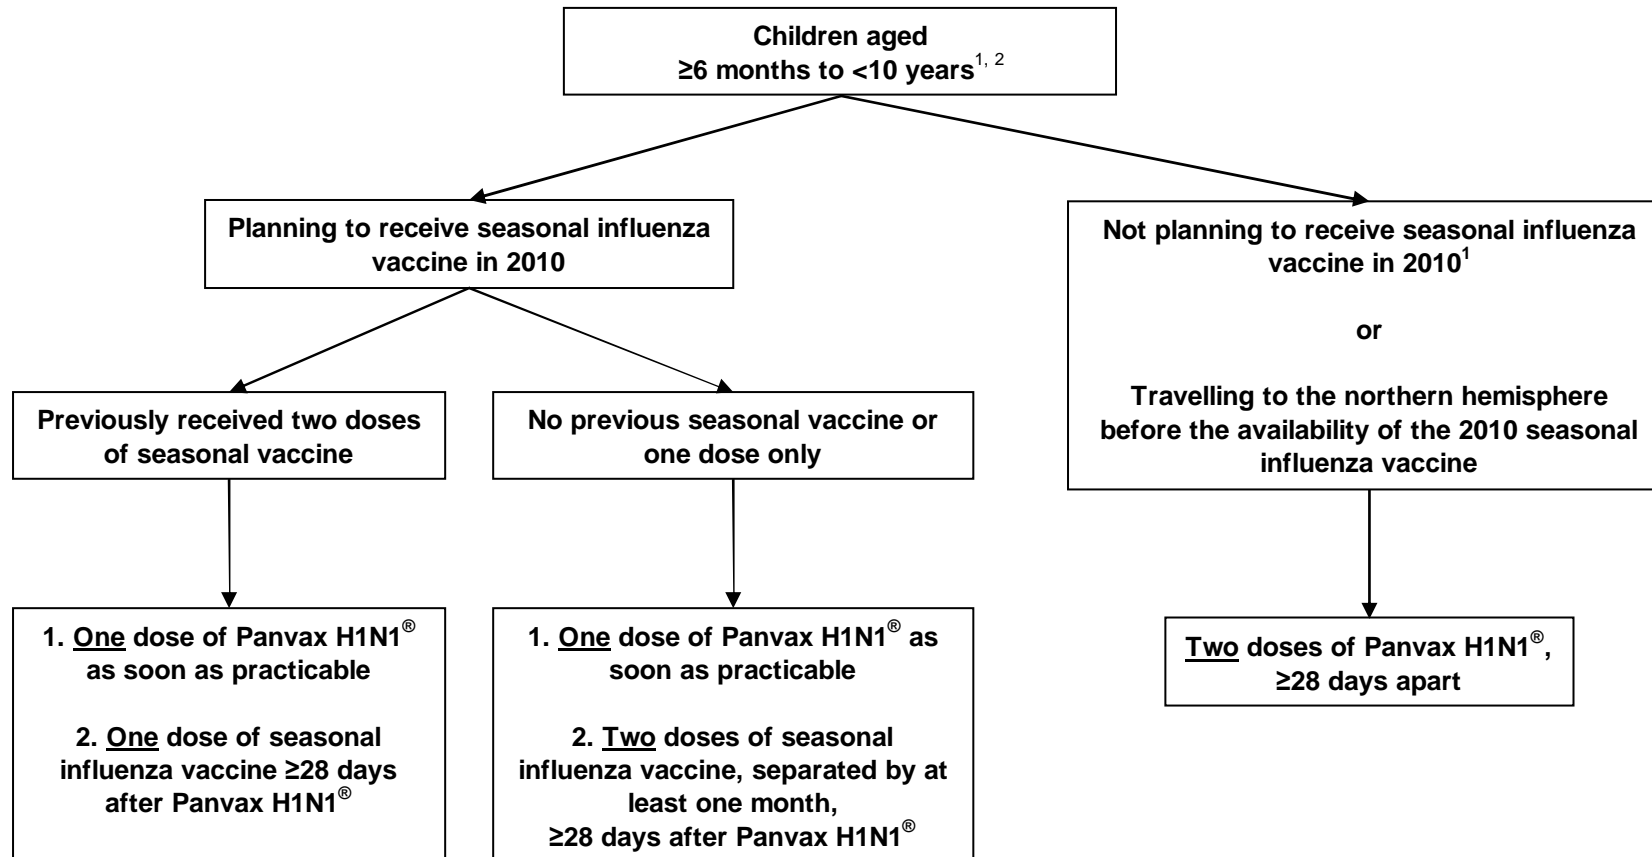 Children aged
≥6 months to <10 years1, 2
Planning to receive seasonal influenza
vaccine in 2010
Not planning to receive seasonal influenza
vaccine in 20101
or
Travelling to the northern hemisphere
before the availability of the 2010 seasonal
influenza vaccine
Previously received two doses
of seasonal vaccine
No previous seasonal vaccine or
one dose only
1. One dose of Panvax H1N1®
as soon as practicable
2. One dose of seasonal
influenza vaccine ≥28 days
after Panvax H1N1®
1. One dose of Panvax H1N1® as
soon as practicable
2. Two doses of seasonal
influenza vaccine, separated by at
least one month,
≥28 days after Panvax H1N1®
Two doses of Panvax H1N1®,
≥28 days apart